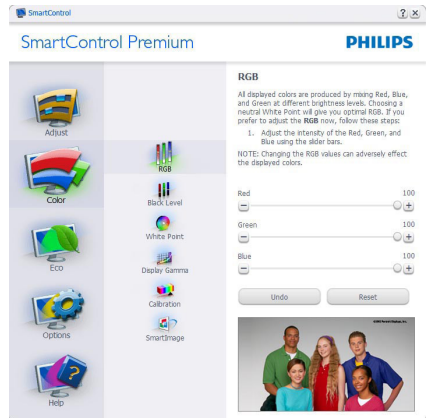 SmartControl
SmartControl Premium
PHILIPS
Adjust
Color
Eco
Options
Help
RGB
Black Level
White Point
Display Gamma
Calibration
SmartImage
RGB
All displayed colors are produced by mixing Red, Blue,
and Green at different brightness levels. Choosing a
neutral White Point will give you optimal RGB. If you
prefer to adjust the RGB now, follow these steps:
1. Adjust the intensity of the Red, Green, and
Blue using the slider bars.
NOTE: Changing the RGB values can adversely effect
the displayed colors.
Red 100
Green 100
Blue 100
Undo Reset